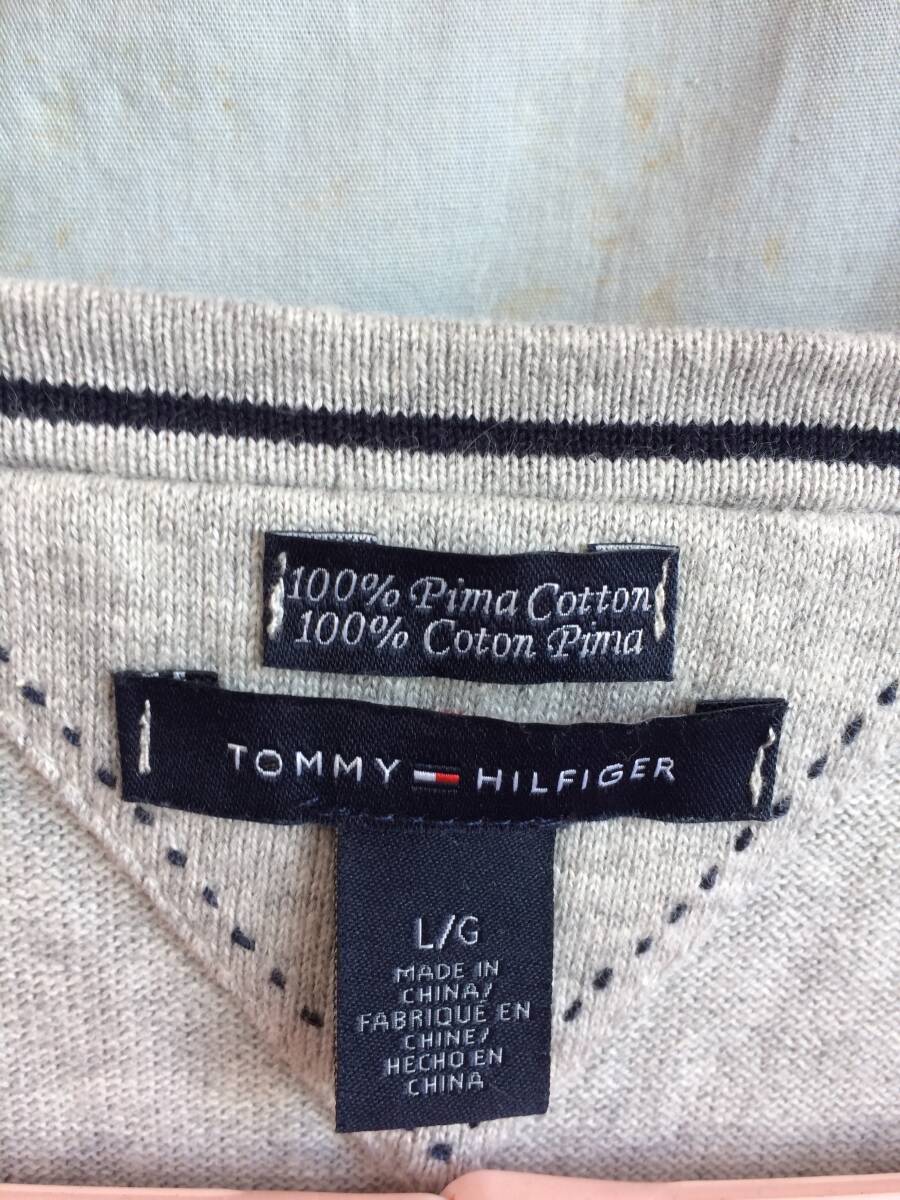 100% Pima Cotton
100% Coton Pima
TOMMY HILFIGER
L/G
MADE IN
CHINA/
FABRIQUÉ EN
CHINE/
HECHO EN
CHINA